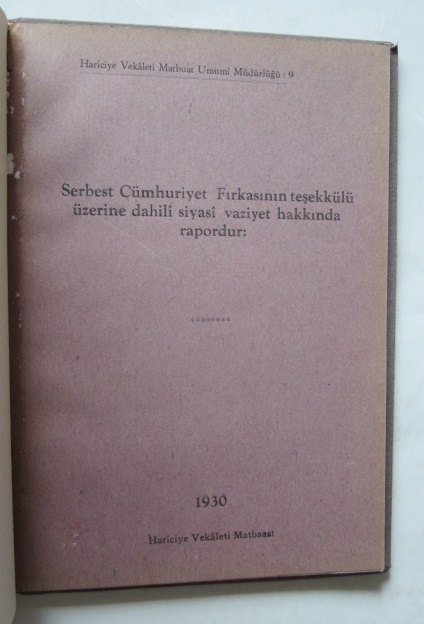 Hariciye Vekâleti Matbuat Umumî Müdürlüğü : 9
Serbest Cümhuriyet Fırkasının teşekkülü
üzerine dahilî siyasî vaziyet hakkında
rapordur:
1930
Hariciye Vekâleti Matbaası